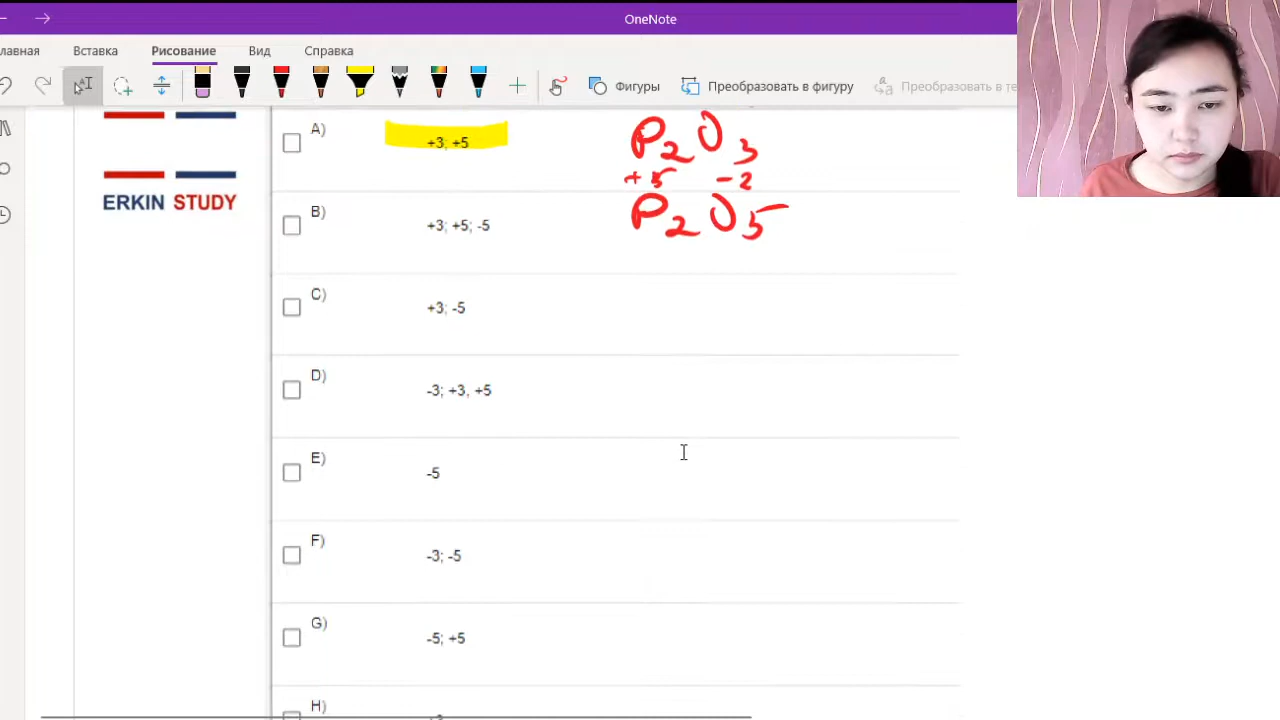 OneNote
лавная Вставка Рисование Вид Справка
Фигуры Преобразовать в фигуру Преобразовать в те
A) +3; +5
P2O3
+5 -2
P2O5
ERKIN STUDY
B) +3; +5; -5
C) +3; -5
D) -3; +3, +5
E) -5
F) -3; -5
G) -5; +5
H)